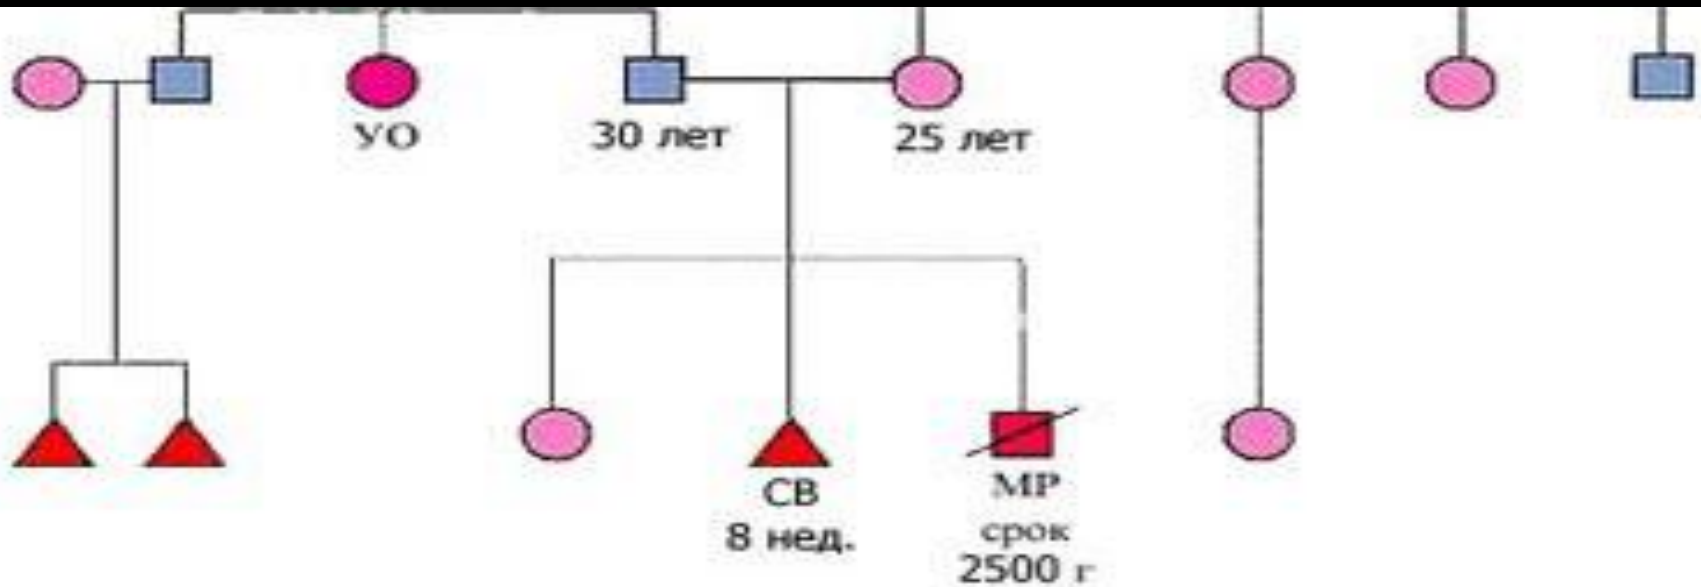 УО
30 лет
25 лет
СВ
8 нед.
МР
срок
2500 г